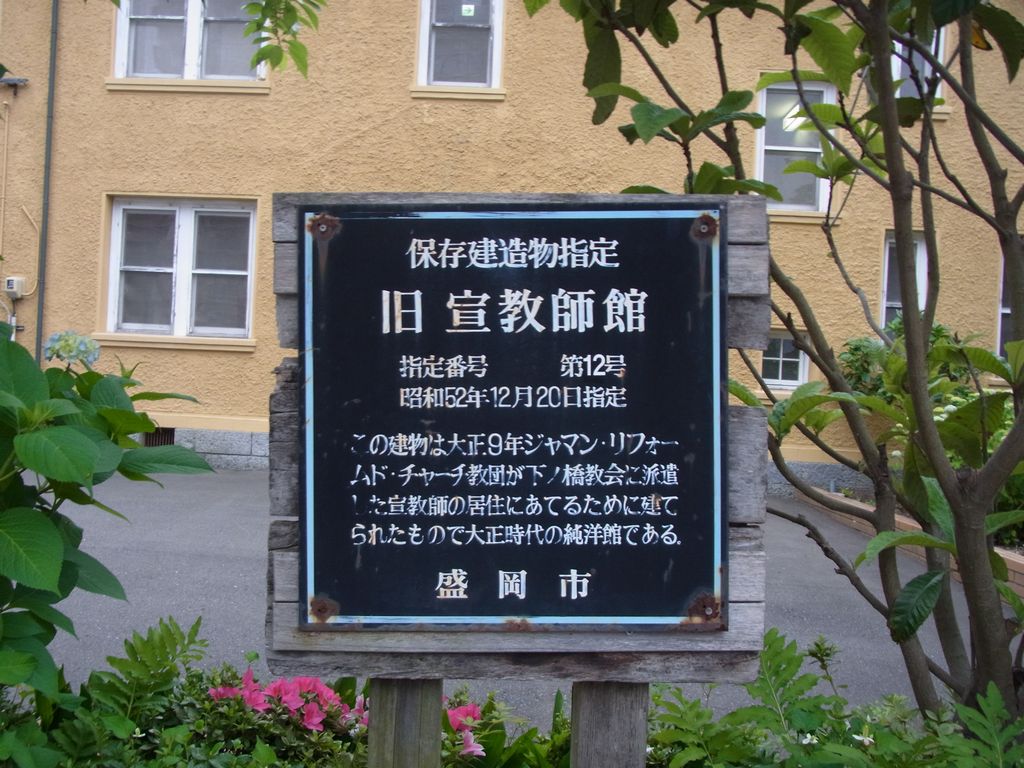 保存建造物指定
旧宣教師館
指定番号　第12号
昭和52年12月20日指定
この建物は大正9年ジャマン・リフォー
ムド・チャーチ教団が下ノ橋教会に派遣
した宣教師の居住にあてるために建て
られたもので大正時代の純洋館である。
盛岡市